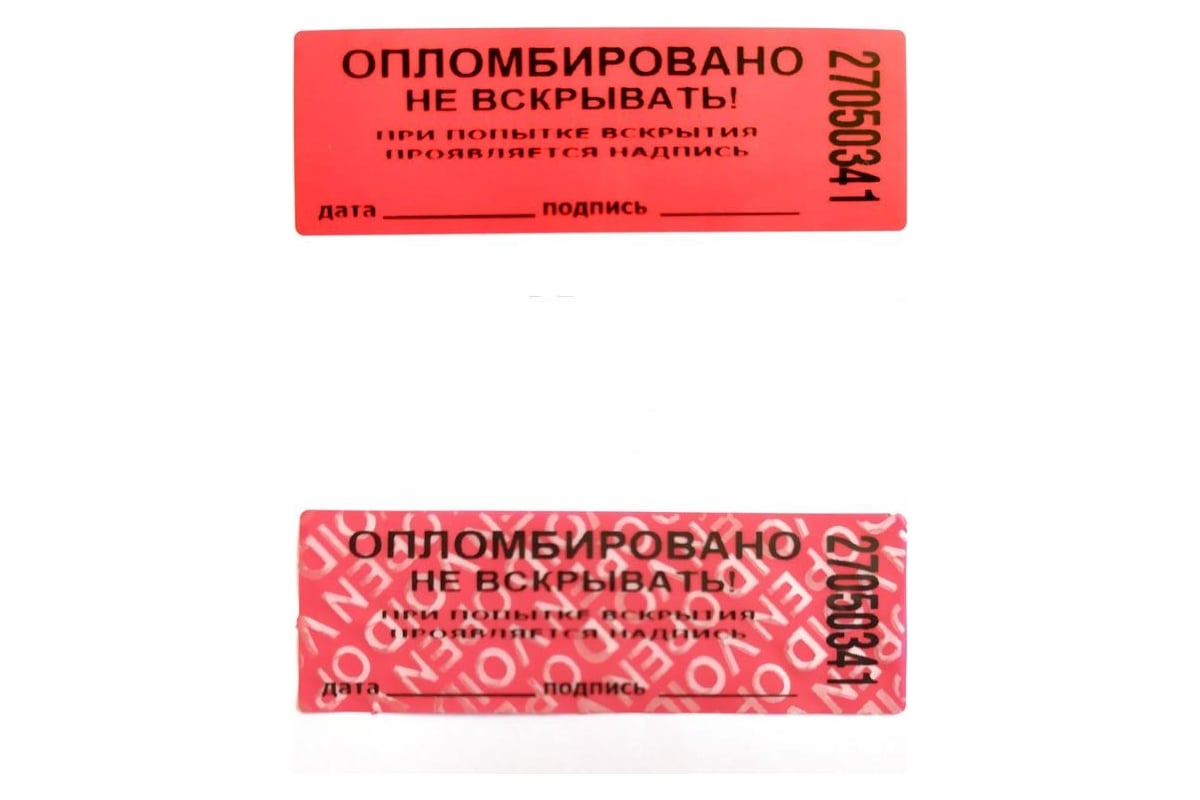 ОПЛОМБИРОВАНО
НЕ ВСКРЫВАТЬ!
ПРИ ПОПЫТКЕ ВСКРЫТИЯ
ПРОЯВЛЯЕТСЯ НАДПИСЬ
дата подпись
27050341
ОПЛОМБИРОВАНО
НЕ ВСКРЫВАТЬ!
ПРИ ПОПЫТКЕ ВСКРЫТИЯ
ПРОЯВЛЯЕТСЯ НАДПИСЬ
дата подпись
27050341
VOID OPEN